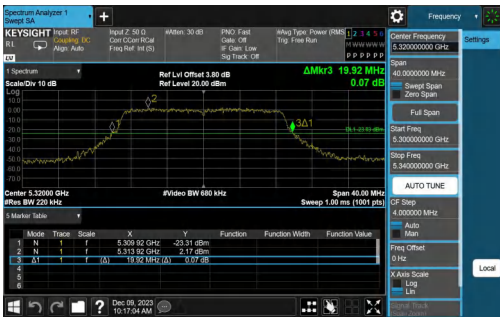 Spectrum Analyzer 1
Swept SA
+
Frequency
KEYSIGHT Input: RF Input Z: 50 Ω #Atten: 30 dB PNO: Fast #Avg Type: Power (RMS) 1 2 3 4 5 6
RL Coupling: DC Corr CCorr RCal Gate: Off Trig: Free Run
Align: Auto Freq Ref: Int (S) IF Gain: Low M W W W W W
LV Sig Track: Off P P P P P P
1 Spectrum Ref Lvl Offset 3.80 dB ΔMkr3 19.92 MHz
Scale/Div 10 dB Ref Level 20.00 dBm 0.07 dB
Log
10.0
0.00
-10.0
-20.0
-30.0
-40.0
-50.0
-60.0
-70.0
1
2
3Δ1
Center 5.32000 GHz #Video BW 680 kHz Span 40.00 MHz
#Res BW 220 kHz Sweep 1.00 ms (1001 pts)
5 Marker Table
Mode Trace Scale X Y Function Function Width Function Value
1 N 1 f 5.309 92 GHz -23.31 dBm
2 N 1 f 5.313 92 GHz 2.17 dBm
3 Δ1 1 f (Δ) 19.92 MHz (Δ) 0.07 dB
4
5
6
Dec 09, 2023
10:17:04 AM
?
Center Frequency
5.320000000 GHz
Settings
Span
40.0000000 MHz
Swept Span
Zero Span
Full Span
Start Freq
5.300000000 GHz
Stop Freq
5.340000000 GHz
AUTO TUNE
CF Step
4.000000 MHz
Auto
Man
Freq Offset
0 Hz
X Axis Scale
Log
Lin
Local
Signal Track